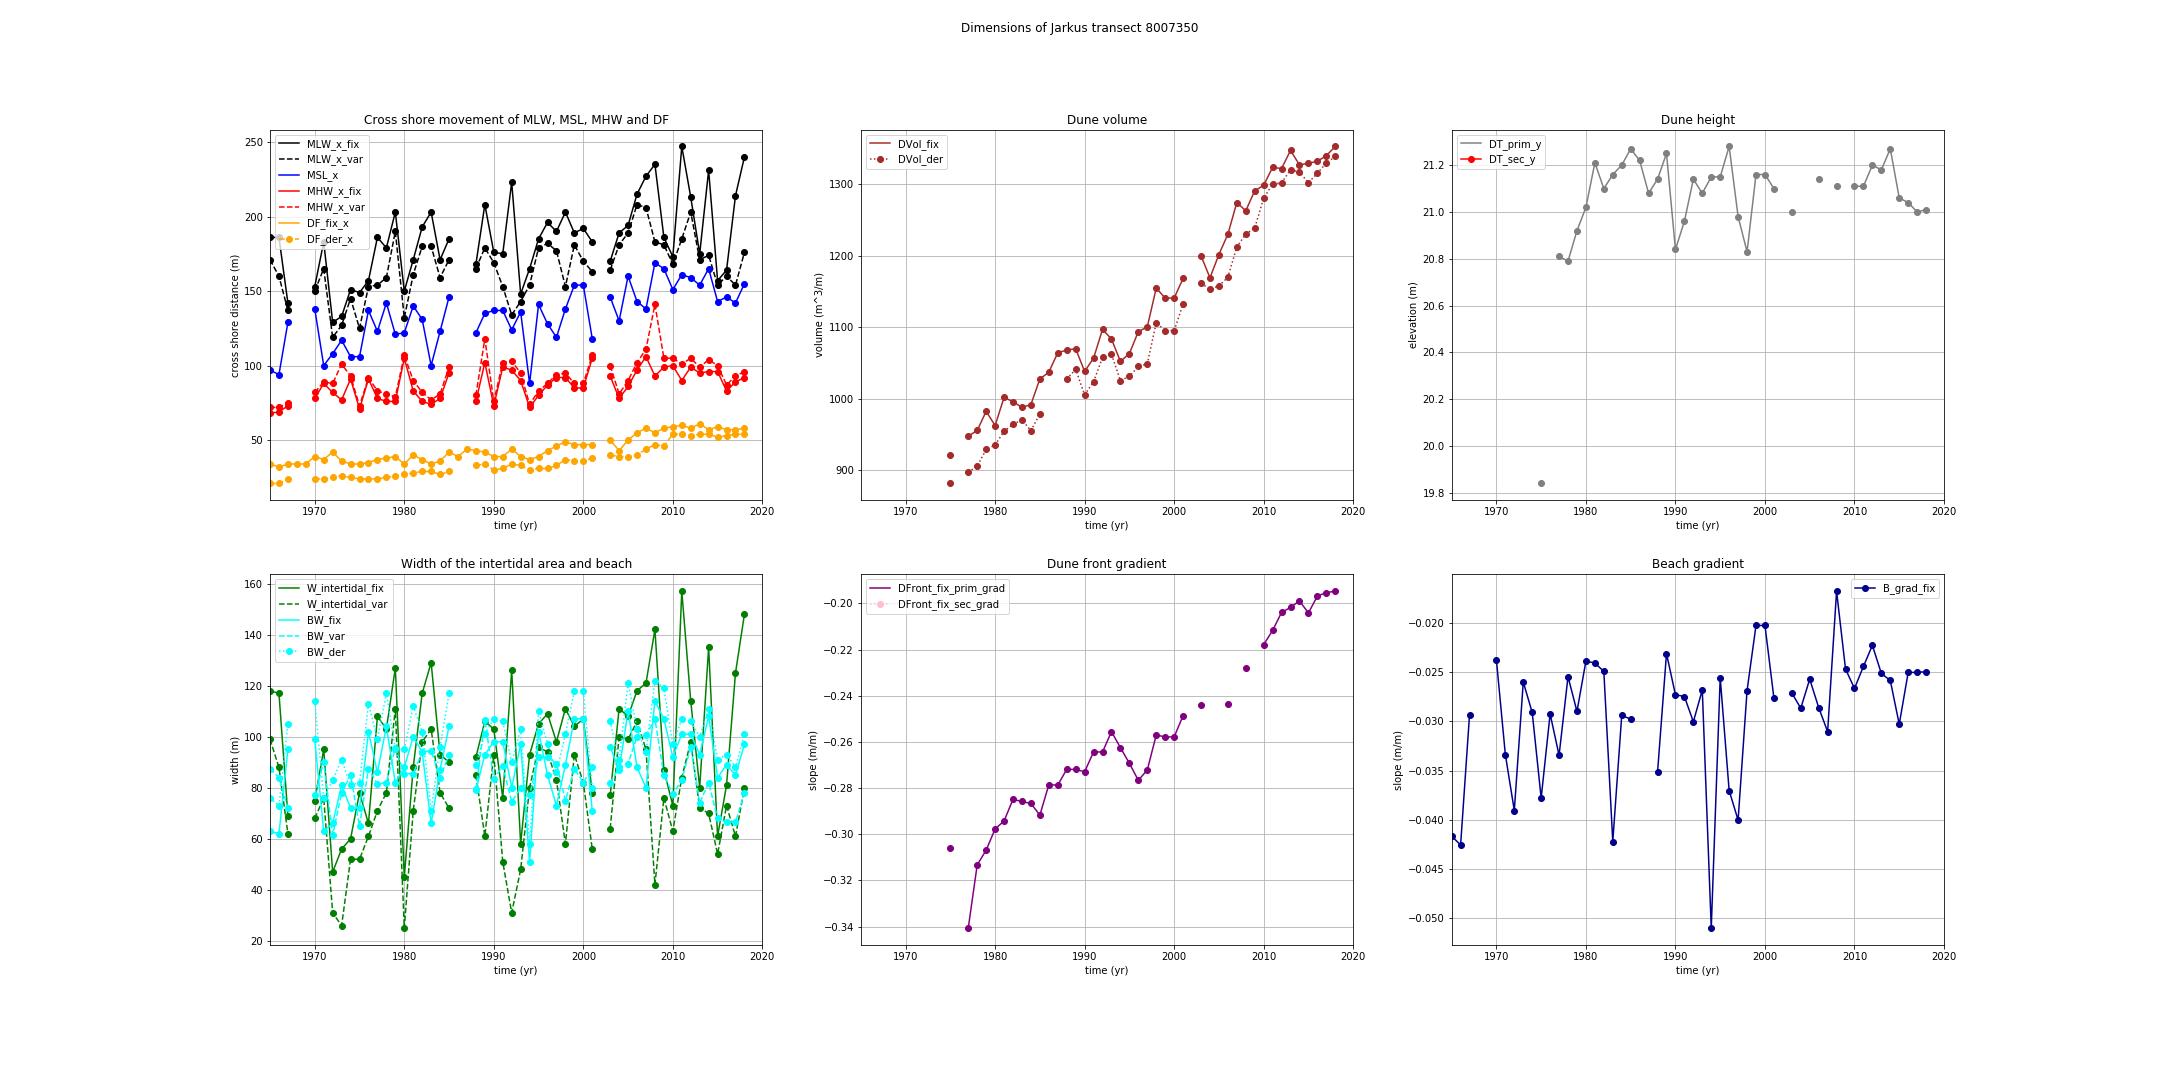 Dimensions of Jarkus transect 8007350
Cross shore movement of MLW, MSL, MHW and DF
250
200
150
100
50
cross shore distance (m)
MLW_x_fix
MLW_x_var
MSL_x
MHW_x_fix
MHW_x_var
DF_fix_x
DF_der_x
1970 1980 1990 2000 2010 2020
time (yr)
Dune volume
1300
1200
1100
1000
900
volume (m^3/m)
DVol_fix
DVol_der
1970 1980 1990 2000 2010 2020
time (yr)
Dune height
21.2
21.0
20.8
20.6
20.4
20.2
20.0
19.8
elevation (m)
DT_prim_y
DT_sec_y
1970 1980 1990 2000 2010 2020
time (yr)
Width of the intertidal area and beach
160
140
120
100
80
60
40
20
width (m)
W_intertidal_fix
W_intertidal_var
BW_fix
BW_var
BW_der
1970 1980 1990 2000 2010 2020
time (yr)
Dune front gradient
−0.20
−0.22
−0.24
−0.26
−0.28
−0.30
−0.32
−0.34
slope (m/m)
DFront_fix_prim_grad
DFront_fix_sec_grad
1970 1980 1990 2000 2010 2020
time (yr)
Beach gradient
−0.020
−0.025
−0.030
−0.035
−0.040
−0.045
−0.050
slope (m/m)
B_grad_fix
1970 1980 1990 2000 2010 2020
time (yr)